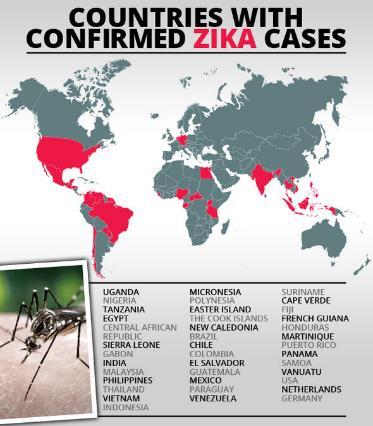 COUNTRIES WITH
CONFIRMED ZIKA CASES
UGANDA
NIGERIA
TANZANIA
EGYPT
CENTRAL AFRICAN
REPUBLIC
SIERRA LEONE
GABON
INDIA
MALAYSIA
PHILIPPINES
THAILAND
VIETNAM
INDONESIA
MICRONESIA
POLYNESIA
EASTER ISLAND
THE COOK ISLANDS
NEW CALEDONIA
BRAZIL
CHILE
COLOMBIA
EL SALVADOR
GUATEMALA
MEXICO
PARAGUAY
VENEZUELA
SURINAME
CAPE VERDE
FIJI
FRENCH GUIANA
HONDURAS
MARTINIQUE
PUERTO RICO
PANAMA
SAMOA
VANUATU
USA
NETHERLANDS
GERMANY